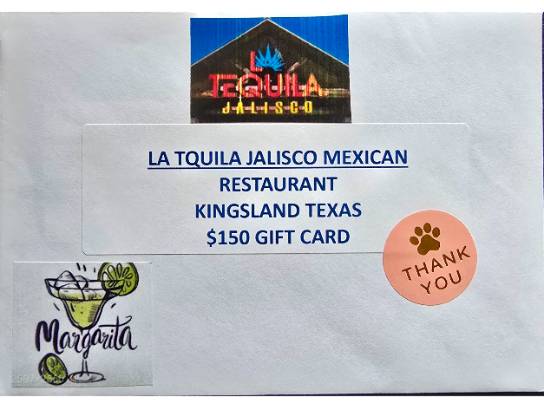 LA
TEQUILA
JALISCO
LA TQUILA JALISCO MEXICAN
RESTAURANT
KINGSLAND TEXAS
$150 GIFT CARD
THANK
YOU
Margarita